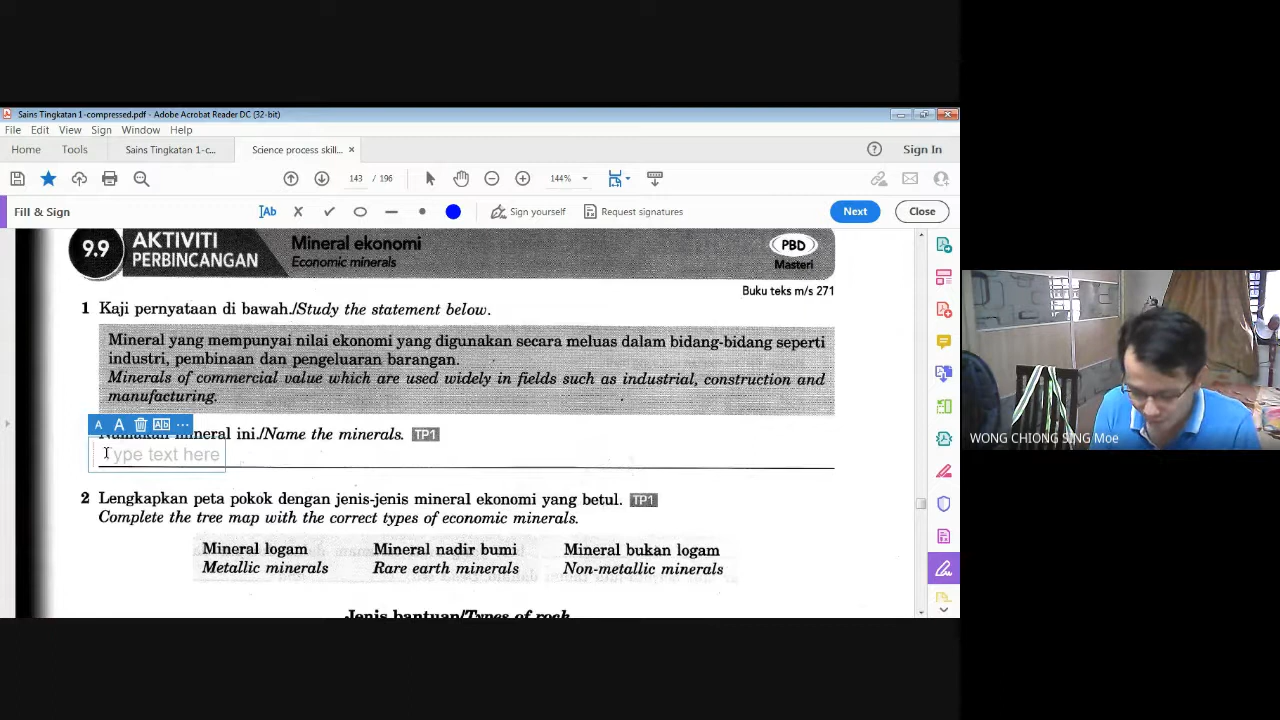 Sains Tingkatan 1-compressed.pdf - Adobe Acrobat Reader DC (32-bit)
File Edit View Sign Window Help
Home Tools Sains Tingkatan 1-c... Science process skill... × Sign In
143 / 196 144%
Fill & Sign Ab Sign yourself Request signatures Next Close
9.9 AKTIVITI PERBINCANGAN
Mineral ekonomi
Economic minerals
PBD
Masteri
Buku teks m/s 271
1 Kaji pernyataan di bawah./Study the statement below.
Mineral yang mempunyai nilai ekonomi yang digunakan secara meluas dalam bidang-bidang seperti
industri, pembinaan dan pengeluaran barangan.
Minerals of commercial value which are used widely in fields such as industrial, construction and
manufacturing.
A A Ab ...
mineral ini./Name the minerals. TP1
Type text here
2 Lengkapkan peta pokok dengan jenis-jenis mineral ekonomi yang betul. TP1
Complete the tree map with the correct types of economic minerals.
Mineral logam Mineral nadir bumi Mineral bukan logam
Metallic minerals Rare earth minerals Non-metallic minerals
Jenis bantuan/Types of rock
WONG CHIONG SING Moe